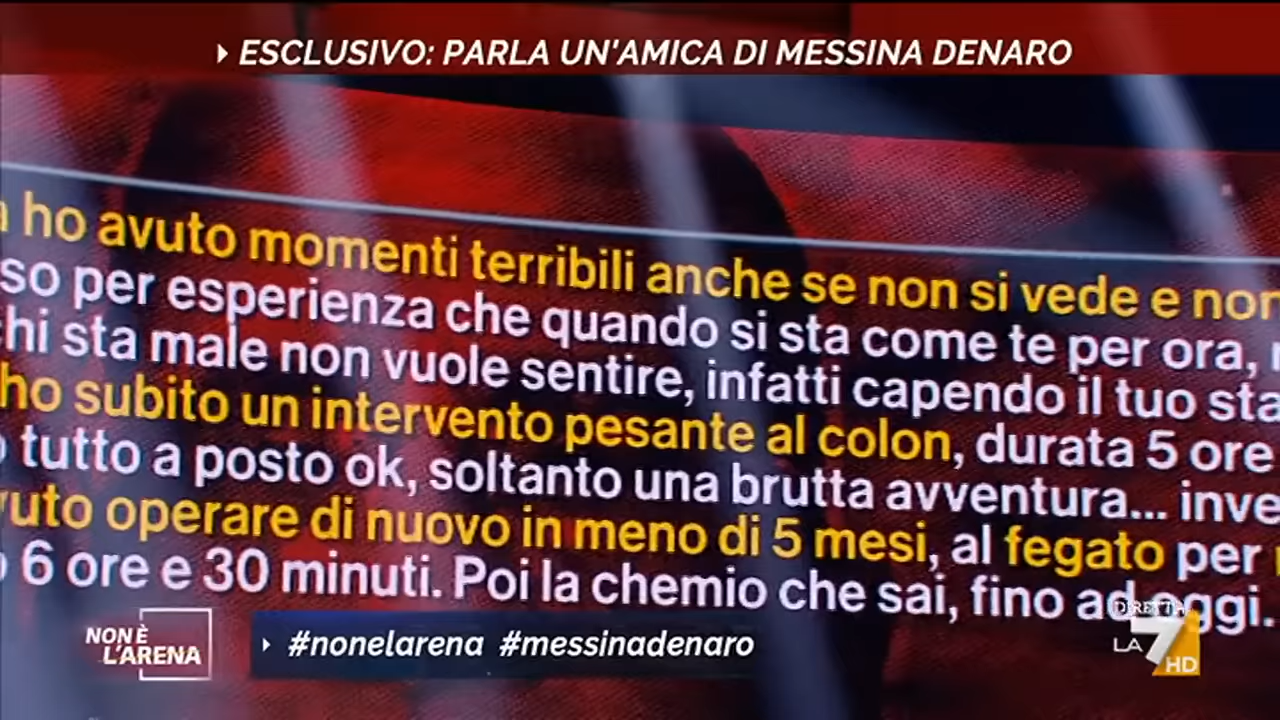 ESCLUSIVO: PARLA UN'AMICA DI MESSINA DENARO
ho avuto momenti terribili anche se non si vede e non
so per esperienza che quando si sta come te per ora,
chi sta male non vuole sentire, infatti capendo il tuo sta
ho subito un intervento pesante al colon, durata 5 ore
tutto a posto ok, soltanto una brutta avventura... inve
uto operare di nuovo in meno di 5 mesi, al fegato per
6 ore e 30 minuti. Poi la chemio che sai, fino ad oggi.
NON È
L'ARENA
#nonelarena #messinadenaro
DIRETTA
LA 7
HD